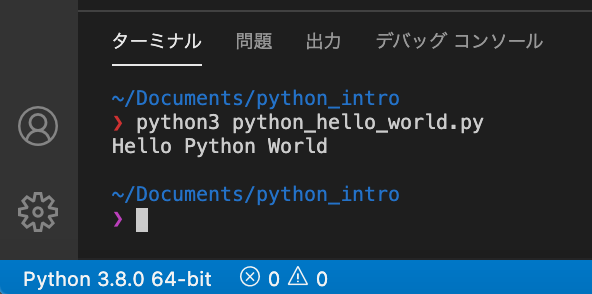 ターミナル 問題 出力 デバッグ コンソール
~/Documents/python_intro
❯ python3 python_hello_world.py
Hello Python World
~/Documents/python_intro
❯
Python 3.8.0 64-bit 0 0